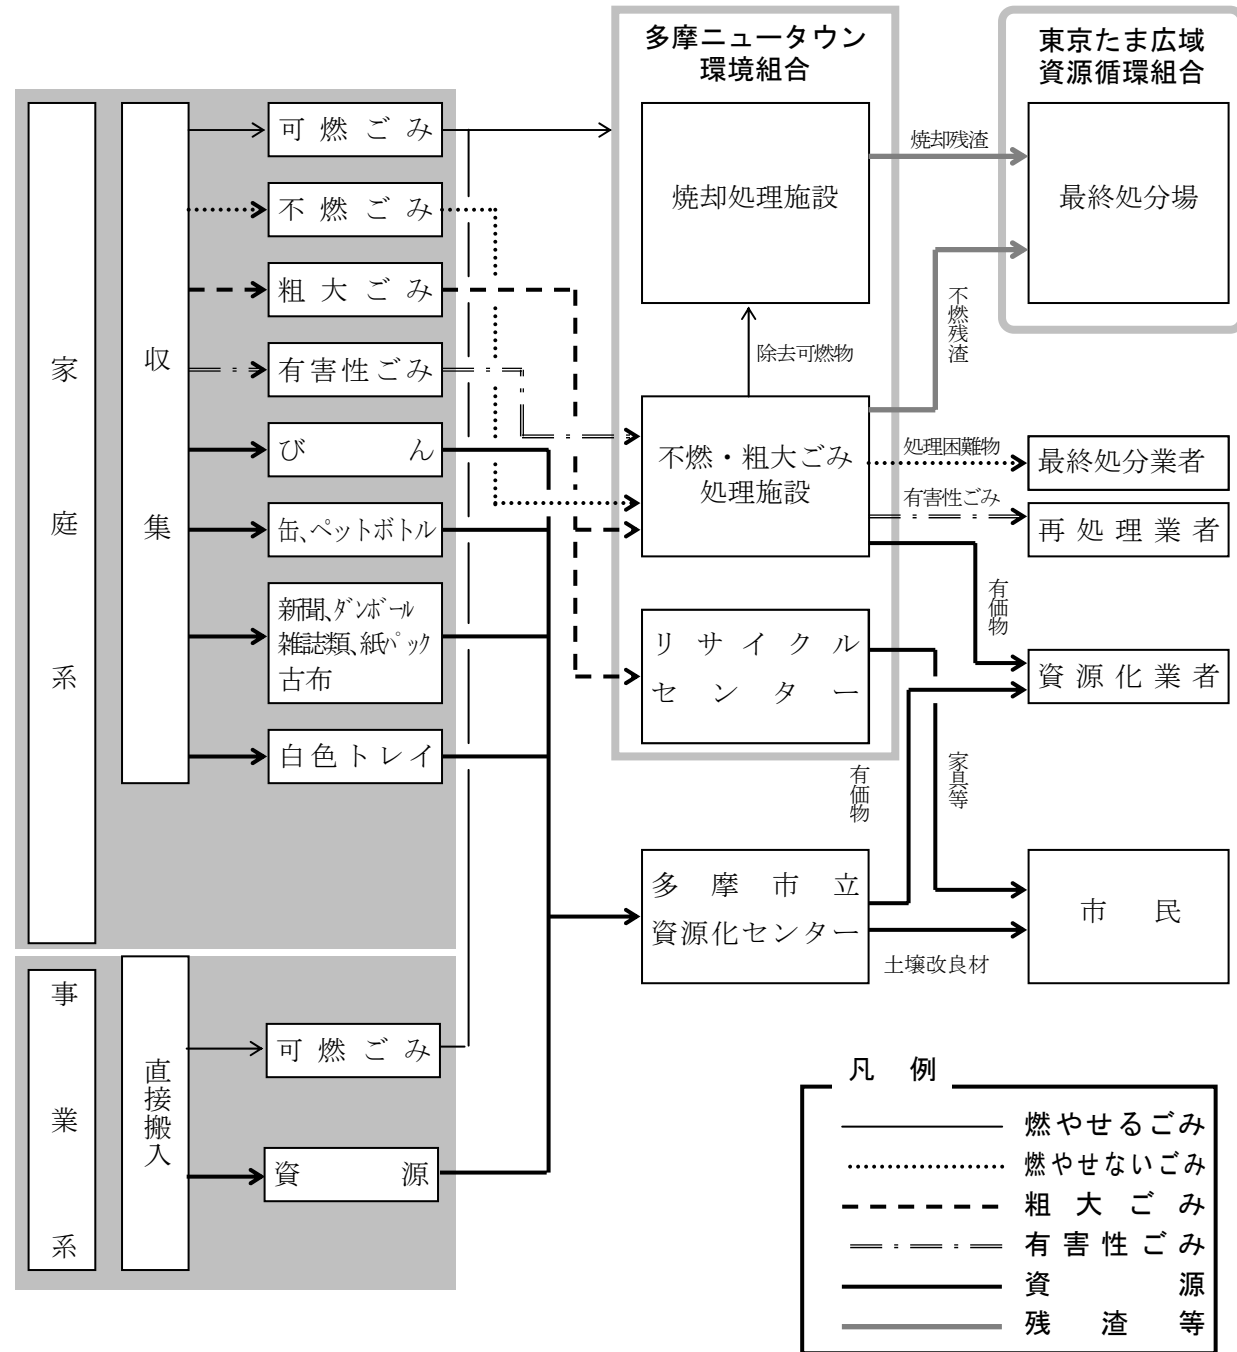 多摩ニュータウン
環境組合
東京たま広域
資源循環組合
家庭系
収集
可燃ごみ
不燃ごみ
粗大ごみ
有害性ごみ
びん
缶、ペットボトル
新聞、ダンボール
雑誌類、紙パック
古布
白色トレイ
焼却処理施設
焼却残渣
最終処分場
不燃残渣
除去可燃物
不燃・粗大ごみ
処理施設
処理困難物
最終処分業者
有害性ごみ
再処理業者
有価物
リサイクル
センター
資源化業者
有価物
家具等
多摩市立
資源化センター
土壌改良材
市民
事業系
直接搬入
可燃ごみ
資源
凡例
燃やせるごみ
燃やせないごみ
粗大ごみ
有害性ごみ
資源
残渣等